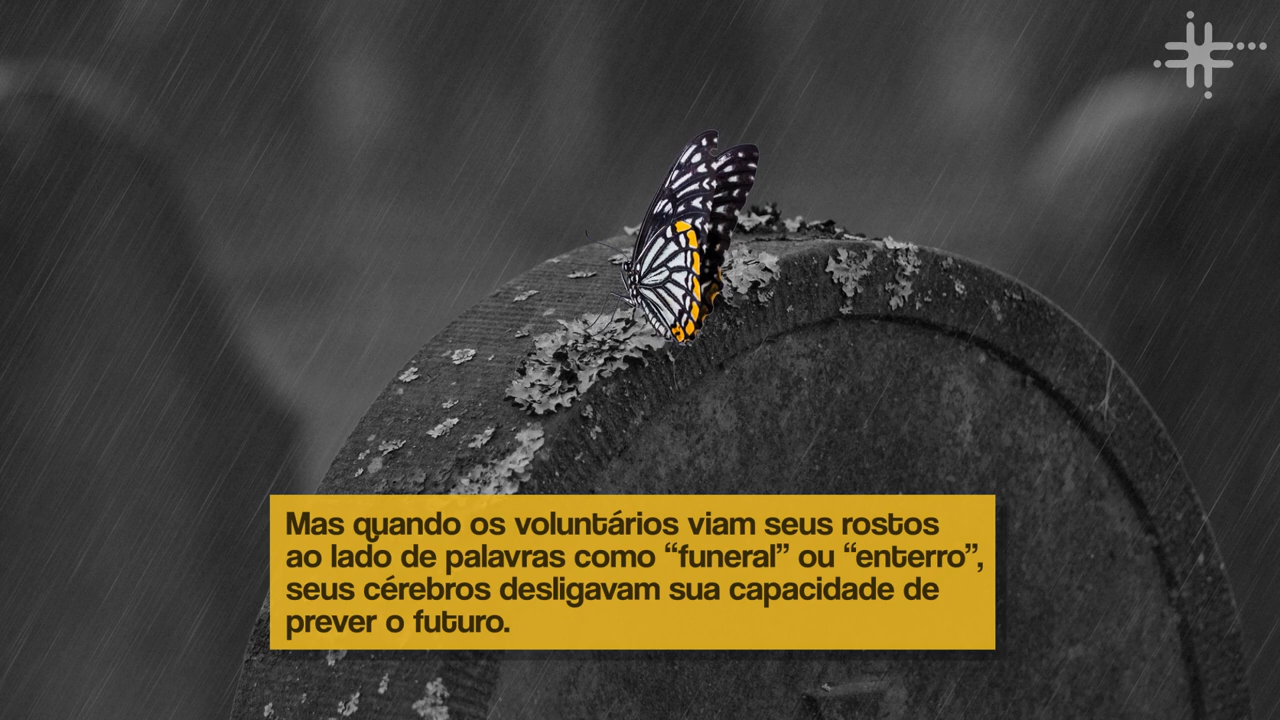 Mas quando os voluntários viam seus rostos
ao lado de palavras como “funeral” ou “enterro”,
seus cérebros desligavam sua capacidade de
prever o futuro.